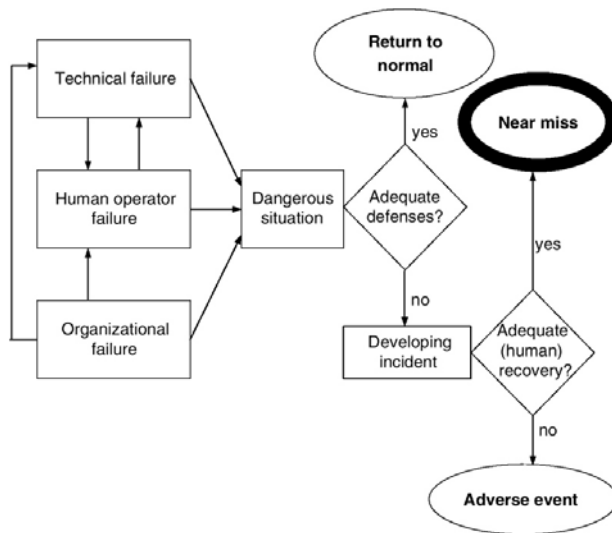 Technical failure
Human operator
failure
Organizational
failure
Dangerous
situation
Return to
normal
yes
Adequate
defenses?
no
Developing
incident
Near miss
yes
Adequate
(human)
recovery?
no
Adverse event